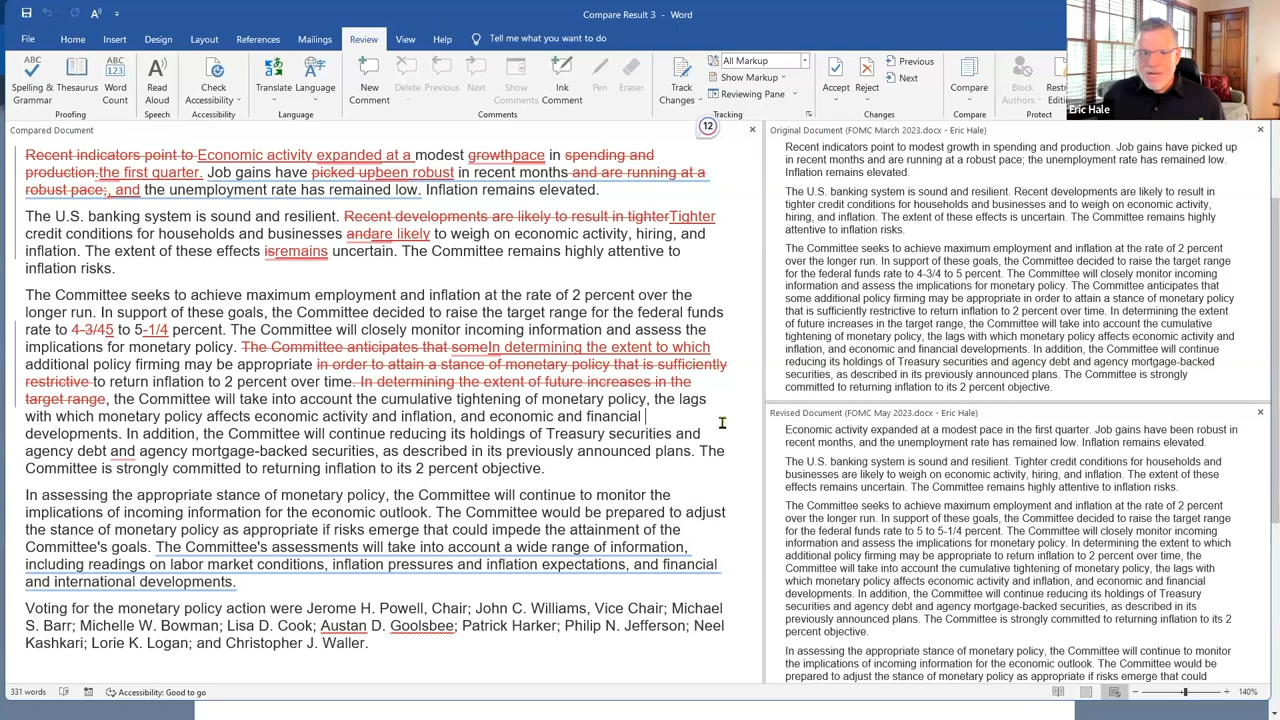 Compare Result 3 - Word
File Home Insert Design Layout References Mailings Review View Help Tell me what you want to do
ABC ABC 123 A All Markup Previous
Show Markup Next
Reviewing Pane
Spelling & Grammar Thesaurus Word Count Read Aloud Check Accessibility Translate Language New Comment Delete Previous Next Show Comments Ink Comment Pen Eraser Track Changes Accept Reject Compare Block Authors Restri Editing
Proofing Speech Accessibility Language Comments Tracking Changes Compare Protect
Eric Hale
12
Compared Document
Recent indicators point to Economic activity expanded at a modest growthpace in spending and
production.the first quarter. Job gains have picked upbeen robust in recent months and are running at a
robust pace;, and the unemployment rate has remained low. Inflation remains elevated.
The U.S. banking system is sound and resilient. Recent developments are likely to result in tighterTighter
credit conditions for households and businesses andare likely to weigh on economic activity, hiring, and
inflation. The extent of these effects isremains uncertain. The Committee remains highly attentive to
inflation risks.
The Committee seeks to achieve maximum employment and inflation at the rate of 2 percent over the
longer run. In support of these goals, the Committee decided to raise the target range for the federal funds
rate to 4-3/45 to 5-1/4 percent. The Committee will closely monitor incoming information and assess the
implications for monetary policy. The Committee anticipates that someIn determining the extent to which
additional policy firming may be appropriate in order to attain a stance of monetary policy that is sufficiently
restrictive to return inflation to 2 percent over time. In determining the extent of future increases in the
target range, the Committee will take into account the cumulative tightening of monetary policy, the lags
with which monetary policy affects economic activity and inflation, and economic and financial
developments. In addition, the Committee will continue reducing its holdings of Treasury securities and
agency debt and agency mortgage-backed securities, as described in its previously announced plans. The
Committee is strongly committed to returning inflation to its 2 percent objective.
In assessing the appropriate stance of monetary policy, the Committee will continue to monitor the
implications of incoming information for the economic outlook. The Committee would be prepared to adjust
the stance of monetary policy as appropriate if risks emerge that could impede the attainment of the
Committee's goals. The Committee's assessments will take into account a wide range of information,
including readings on labor market conditions, inflation pressures and inflation expectations, and financial
and international developments.
Voting for the monetary policy action were Jerome H. Powell, Chair; John C. Williams, Vice Chair; Michael
S. Barr; Michelle W. Bowman; Lisa D. Cook; Austan D. Goolsbee; Patrick Harker; Philip N. Jefferson; Neel
Kashkari; Lorie K. Logan; and Christopher J. Waller.
Original Document (FOMC March 2023.docx - Eric Hale)
Recent indicators point to modest growth in spending and production. Job gains have picked up
in recent months and are running at a robust pace; the unemployment rate has remained low.
Inflation remains elevated.
The U.S. banking system is sound and resilient. Recent developments are likely to result in
tighter credit conditions for households and businesses and to weigh on economic activity,
hiring, and inflation. The extent of these effects is uncertain. The Committee remains highly
attentive to inflation risks.
The Committee seeks to achieve maximum employment and inflation at the rate of 2 percent
over the longer run. In support of these goals, the Committee decided to raise the target range
for the federal funds rate to 4-3/4 to 5 percent. The Committee will closely monitor incoming
information and assess the implications for monetary policy. The Committee anticipates that
some additional policy firming may be appropriate in order to attain a stance of monetary policy
that is sufficiently restrictive to return inflation to 2 percent over time. In determining the extent
of future increases in the target range, the Committee will take into account the cumulative
tightening of monetary policy, the lags with which monetary policy affects economic activity and
inflation, and economic and financial developments. In addition, the Committee will continue
reducing its holdings of Treasury securities and agency debt and agency mortgage-backed
securities, as described in its previously announced plans. The Committee is strongly
committed to returning inflation to its 2 percent objective.
Revised Document (FOMC May 2023.docx - Eric Hale)
Economic activity expanded at a modest pace in the first quarter. Job gains have been robust in
recent months, and the unemployment rate has remained low. Inflation remains elevated.
The U.S. banking system is sound and resilient. Tighter credit conditions for households and
businesses are likely to weigh on economic activity, hiring, and inflation. The extent of these
effects remains uncertain. The Committee remains highly attentive to inflation risks.
The Committee seeks to achieve maximum employment and inflation at the rate of 2 percent
over the longer run. In support of these goals, the Committee decided to raise the target range
for the federal funds rate to 5 to 5-1/4 percent. The Committee will closely monitor incoming
information and assess the implications for monetary policy. In determining the extent to which
additional policy firming may be appropriate to return inflation to 2 percent over time, the
Committee will take into account the cumulative tightening of monetary policy, the lags with
which monetary policy affects economic activity and inflation, and economic and financial
developments. In addition, the Committee will continue reducing its holdings of Treasury
securities and agency debt and agency mortgage-backed securities, as described in its
previously announced plans. The Committee is strongly committed to returning inflation to its 2
percent objective.
In assessing the appropriate stance of monetary policy, the Committee will continue to monitor
the implications of incoming information for the economic outlook. The Committee would be
prepared to adjust the stance of monetary policy as appropriate if risks emerge that could
331 words Accessibility: Good to go 140%